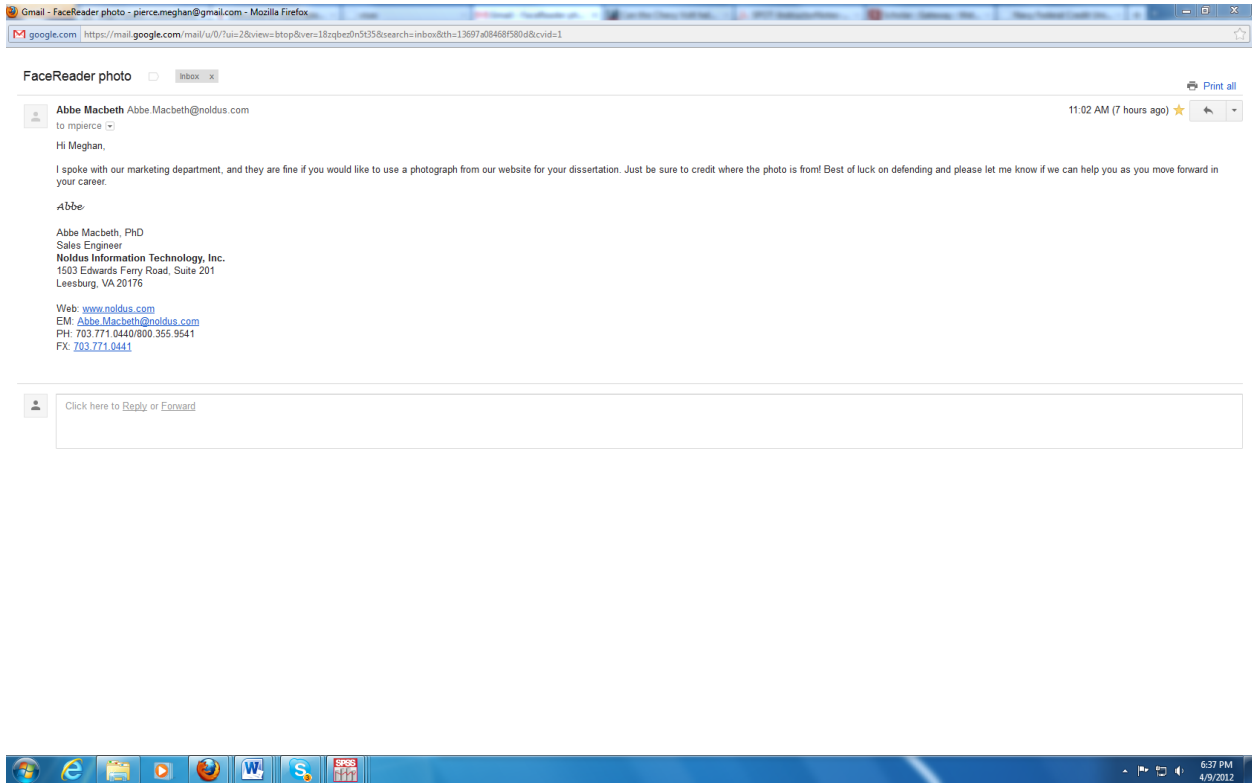 Gmail - FaceReader photo - pierce.meghan@gmail.com - Mozilla Firefox
google.com https://mail.google.com/mail/u/0/?ui=2&view=btop&ver=18zqbez0n5t35&search=inbox&th=13697a08468f580d&cvid=1
FaceReader photo Inbox x
Print all
Abbe Macbeth Abbe.Macbeth@noldus.com 11:02 AM (7 hours ago)
to mpierce
Hi Meghan,
I spoke with our marketing department, and they are fine if you would like to use a photograph from our website for your dissertation. Just be sure to credit where the photo is from! Best of luck on defending and please let me know if we can help you as you move forward in
your career.
Abbe
Abbe Macbeth, PhD
Sales Engineer
Noldus Information Technology, Inc.
1503 Edwards Ferry Road, Suite 201
Leesburg, VA 20176
Web: www.noldus.com
EM: Abbe.Macbeth@noldus.com
PH: 703.771.0440/800.355.9541
FX: 703.771.0441
Click here to Reply or Forward
W S SPSS
6:37 PM
4/9/2012